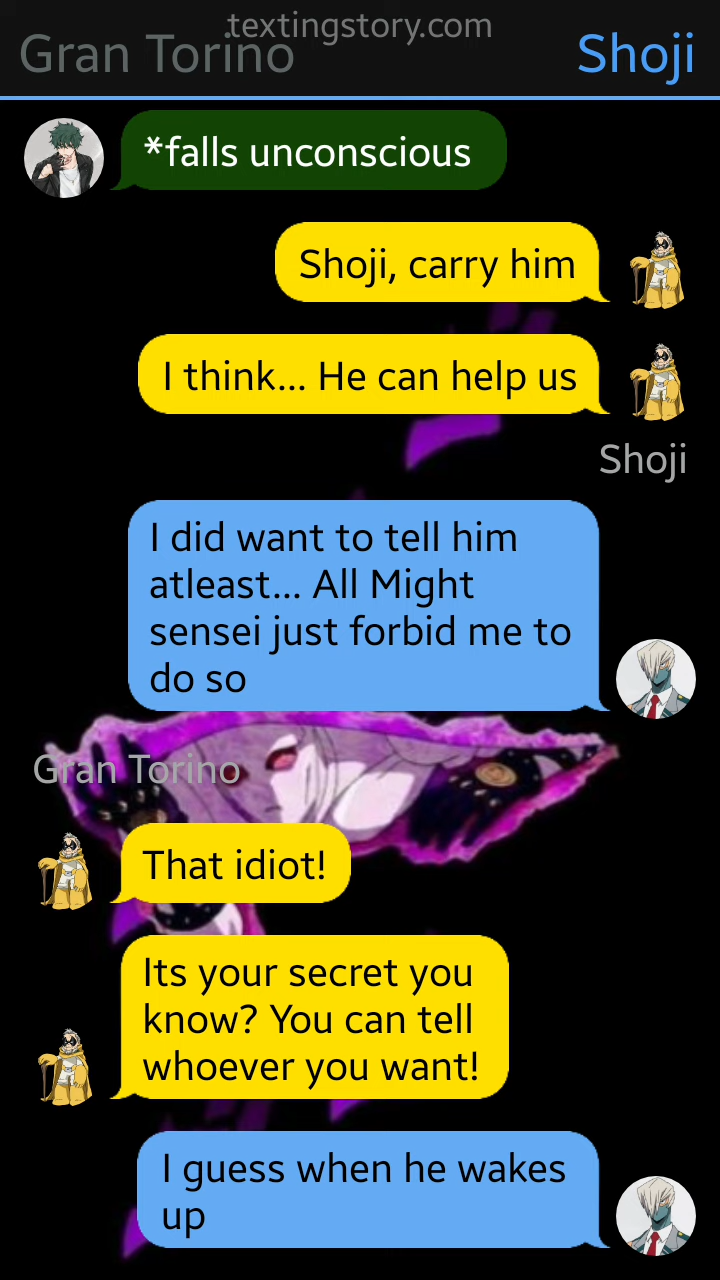 textingstory.com
Gran Torino
Shoji
*falls unconscious
Shoji, carry him
I think... He can help us
Shoji
I did want to tell him
atleast... All Might
sensei just forbid me to
do so
Gran Torino
That idiot!
Its your secret you
know? You can tell
whoever you want!
I guess when he wakes
up